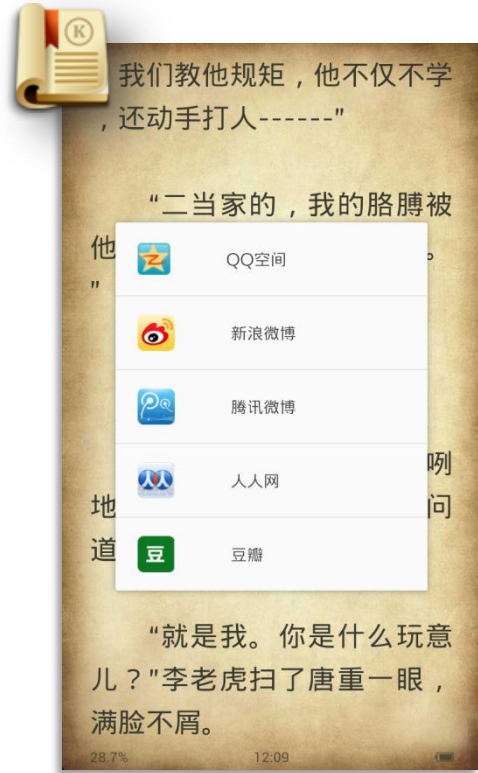 K
我们教他规矩，他不仅不学
，还动手打人------"
“二当家的，我的胳膊被
他
。
"
QQ空间
新浪微博
腾讯微博
咧
人人网
地
问
道
豆
豆瓣
“就是我。你是什么玩意
儿？"李老虎扫了唐重一眼，
满脸不屑。
28.7%
12:09